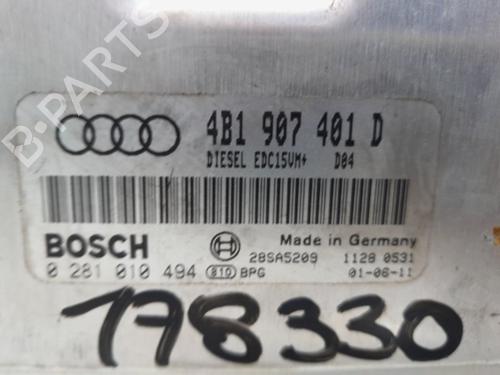 B-PARTS
4B1 907 401 D
DIESEL EDC15VM+ D04
BOSCH
Made in Germany
28SA5209 1128 0531
0 281 010 494 810 BPG 01-06-11
178330